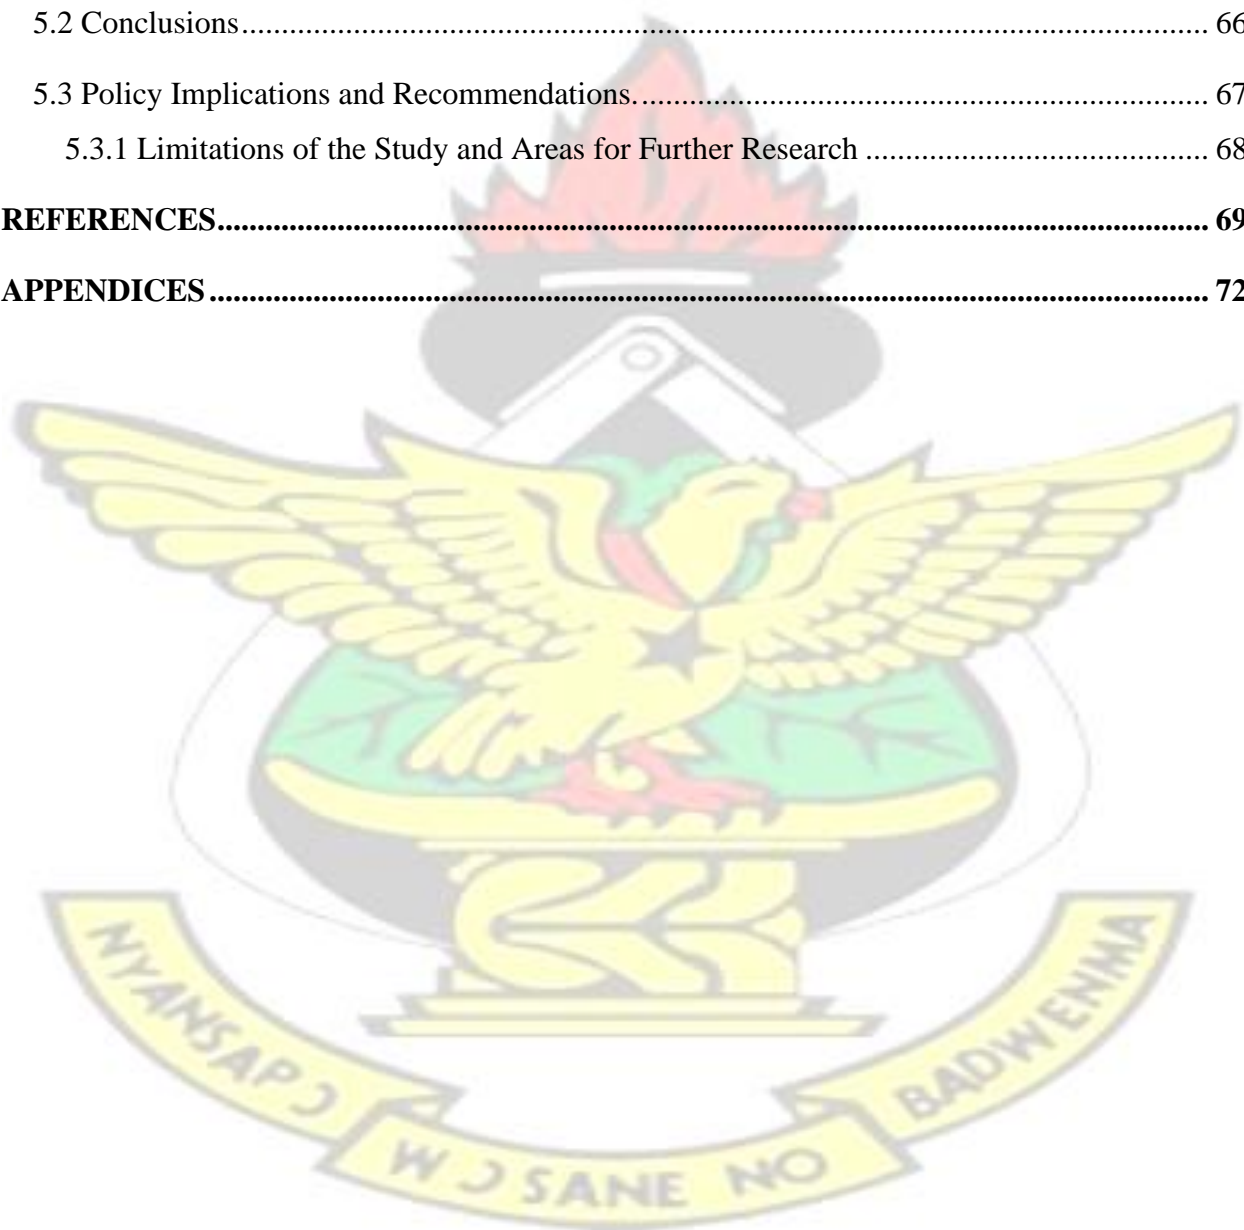 5.2 Conclusions........................................................................................................................ 66
5.3 Policy Implications and Recommendations........................................................................ 67
5.3.1 Limitations of the Study and Areas for Further Research ........................................... 68
REFERENCES............................................................................................................................ 69
APPENDICES............................................................................................................................. 72
NYANSAPƆ WƆSANE NO BADWENMA